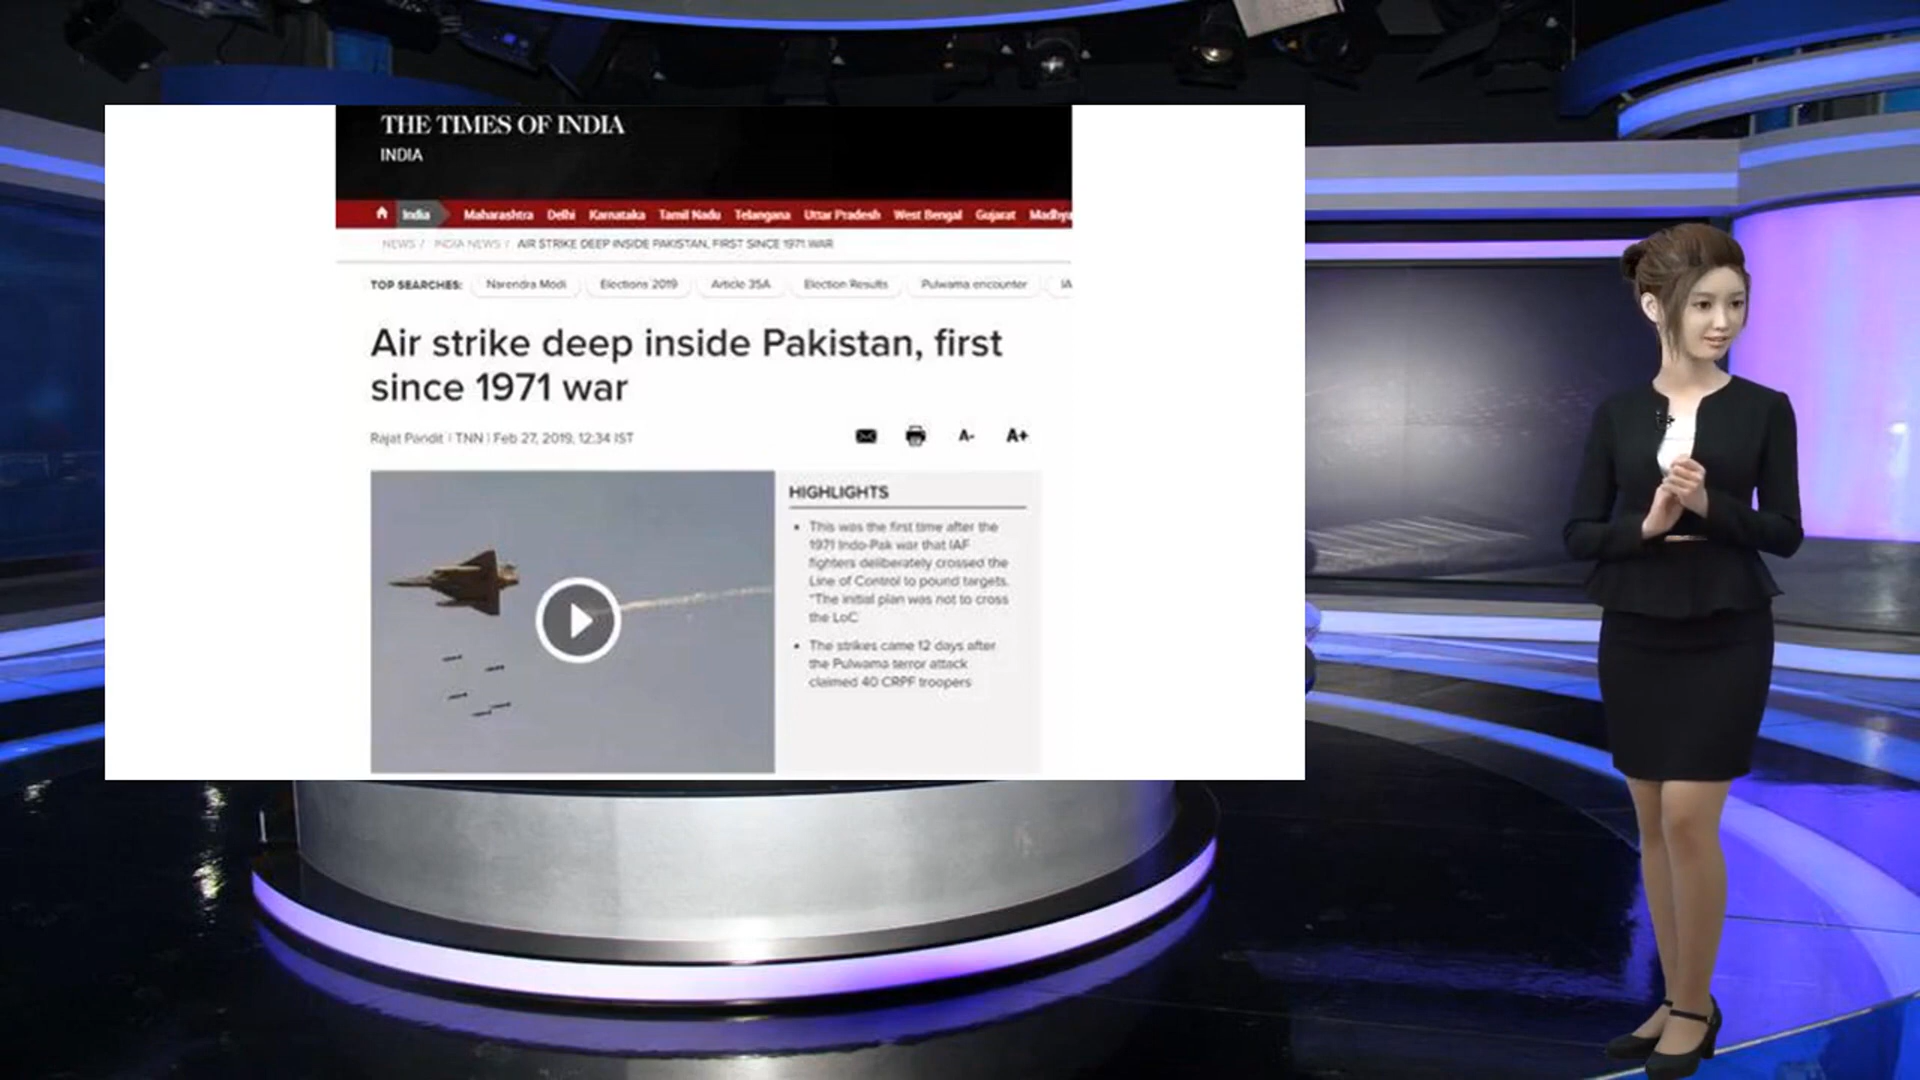 THE TIMES OF INDIA
INDIA
India Maharashtra Delhi Karnataka Tamil Nadu Telangana Uttar Pradesh West Bengal Gujarat Madhya
NEWS / INDIA NEWS / AIR STRIKE DEEP INSIDE PAKISTAN, FIRST SINCE 1971 WAR
TOP SEARCHES: Narendra Modi Elections 2019 Article 35A Election Results Pulwama encounter IA
Air strike deep inside Pakistan, first
since 1971 war
Rajat Pandit | TNN | Feb 27, 2019, 12:34 IST
A- A+
HIGHLIGHTS
• This was the first time after the
1971 Indo-Pak war that IAF
fighters deliberately crossed the
Line of Control to pound targets.
"The initial plan was not to cross
the LoC
• The strikes came 12 days after
the Pulwama terror attack
claimed 40 CRPF troopers